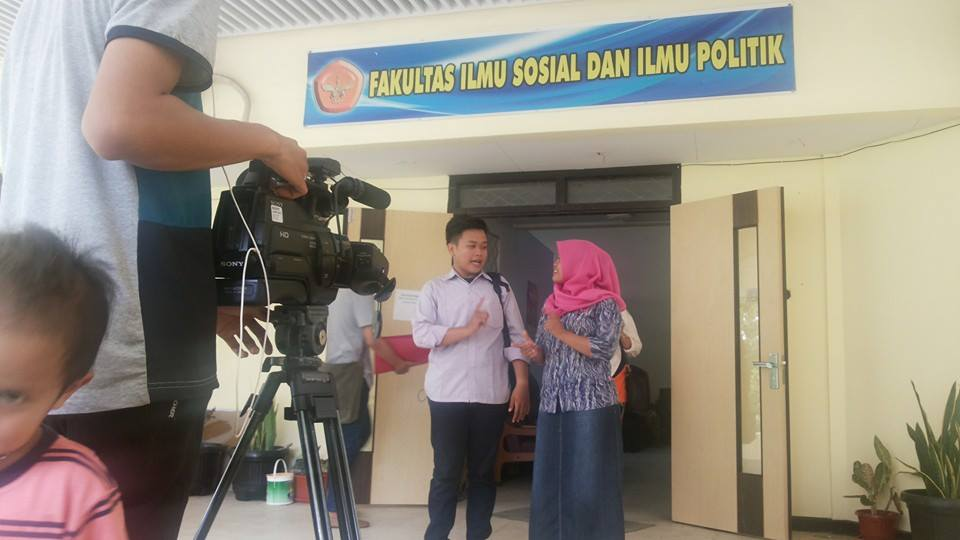 FAKULTAS ILMU SOSIAL DAN ILMU POLITIK
HD
SONY